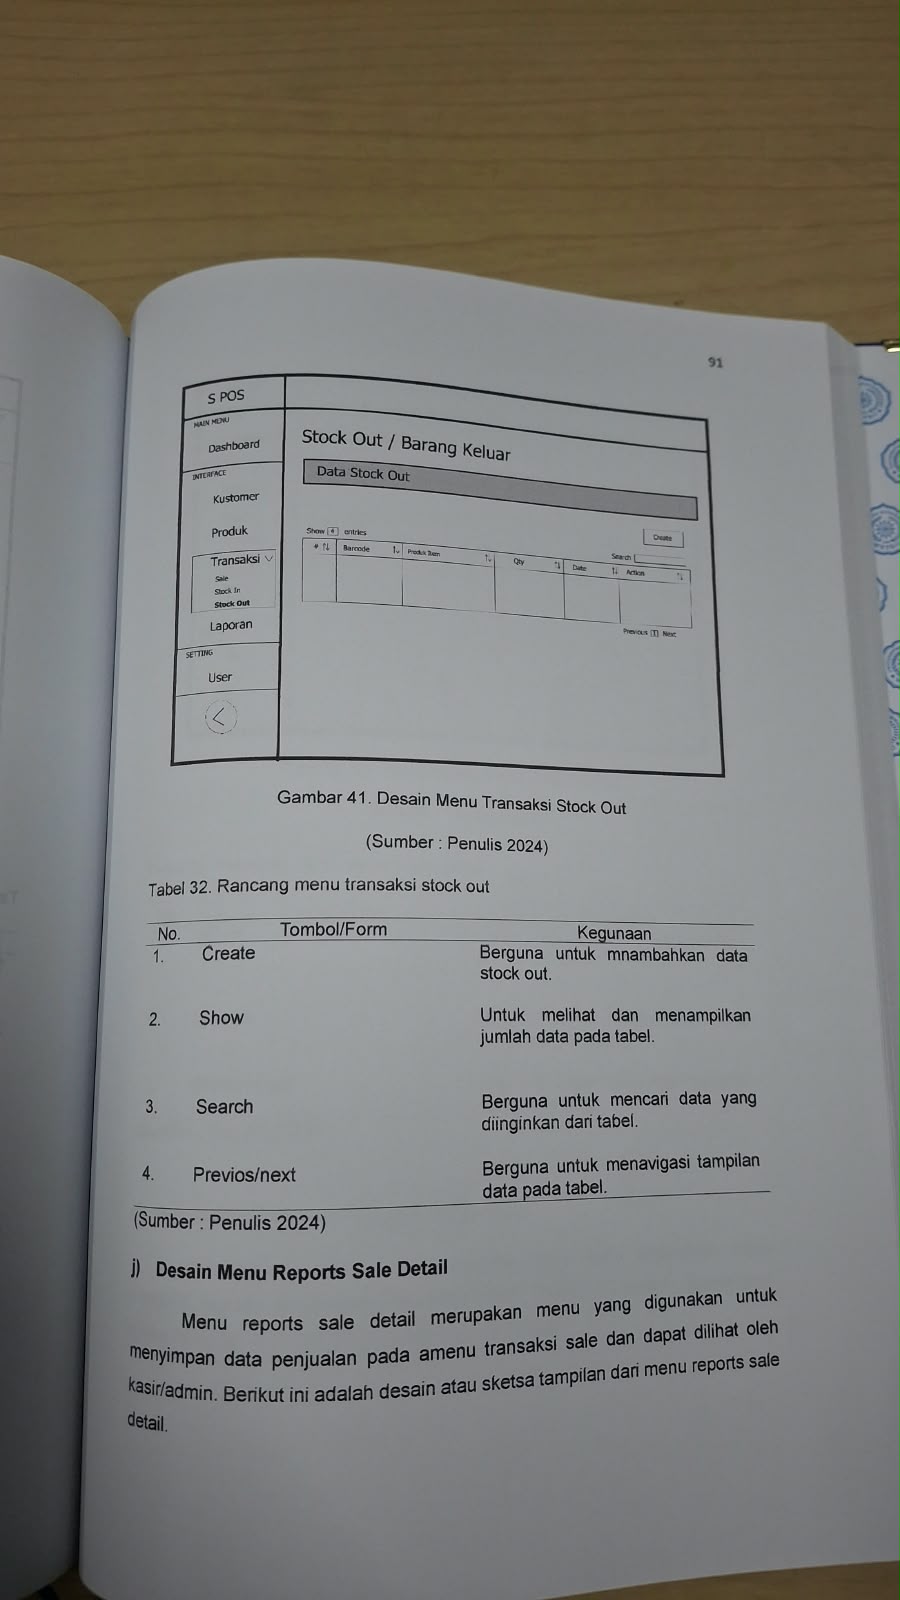 91
S POS
MAIN MENU
Dashboard
INTERFACE
Kustomer
Produk
Transaksi
Sale
Stock In
Stock Out
Laporan
SETTING
User
Stock Out / Barang Keluar
Data Stock Out
Create
Show 4 entries
Search
# Barcode Produk Item Qty Date Action
Previous 1 Next
Gambar 41. Desain Menu Transaksi Stock Out
(Sumber : Penulis 2024)
Tabel 32. Rancang menu transaksi stock out
No. Tombol/Form Kegunaan
1. Create Berguna untuk mnambahkan data
stock out.
2. Show Untuk melihat dan menampilkan
jumlah data pada tabel.
3. Search Berguna untuk mencari data yang
diinginkan dari tabel.
4. Previos/next Berguna untuk menavigasi tampilan
data pada tabel.
(Sumber : Penulis 2024)
j) Desain Menu Reports Sale Detail
Menu reports sale detail merupakan menu yang digunakan untuk
menyimpan data penjualan pada amenu transaksi sale dan dapat dilihat oleh
kasir/admin. Berikut ini adalah desain atau sketsa tampilan dari menu reports sale
detail.